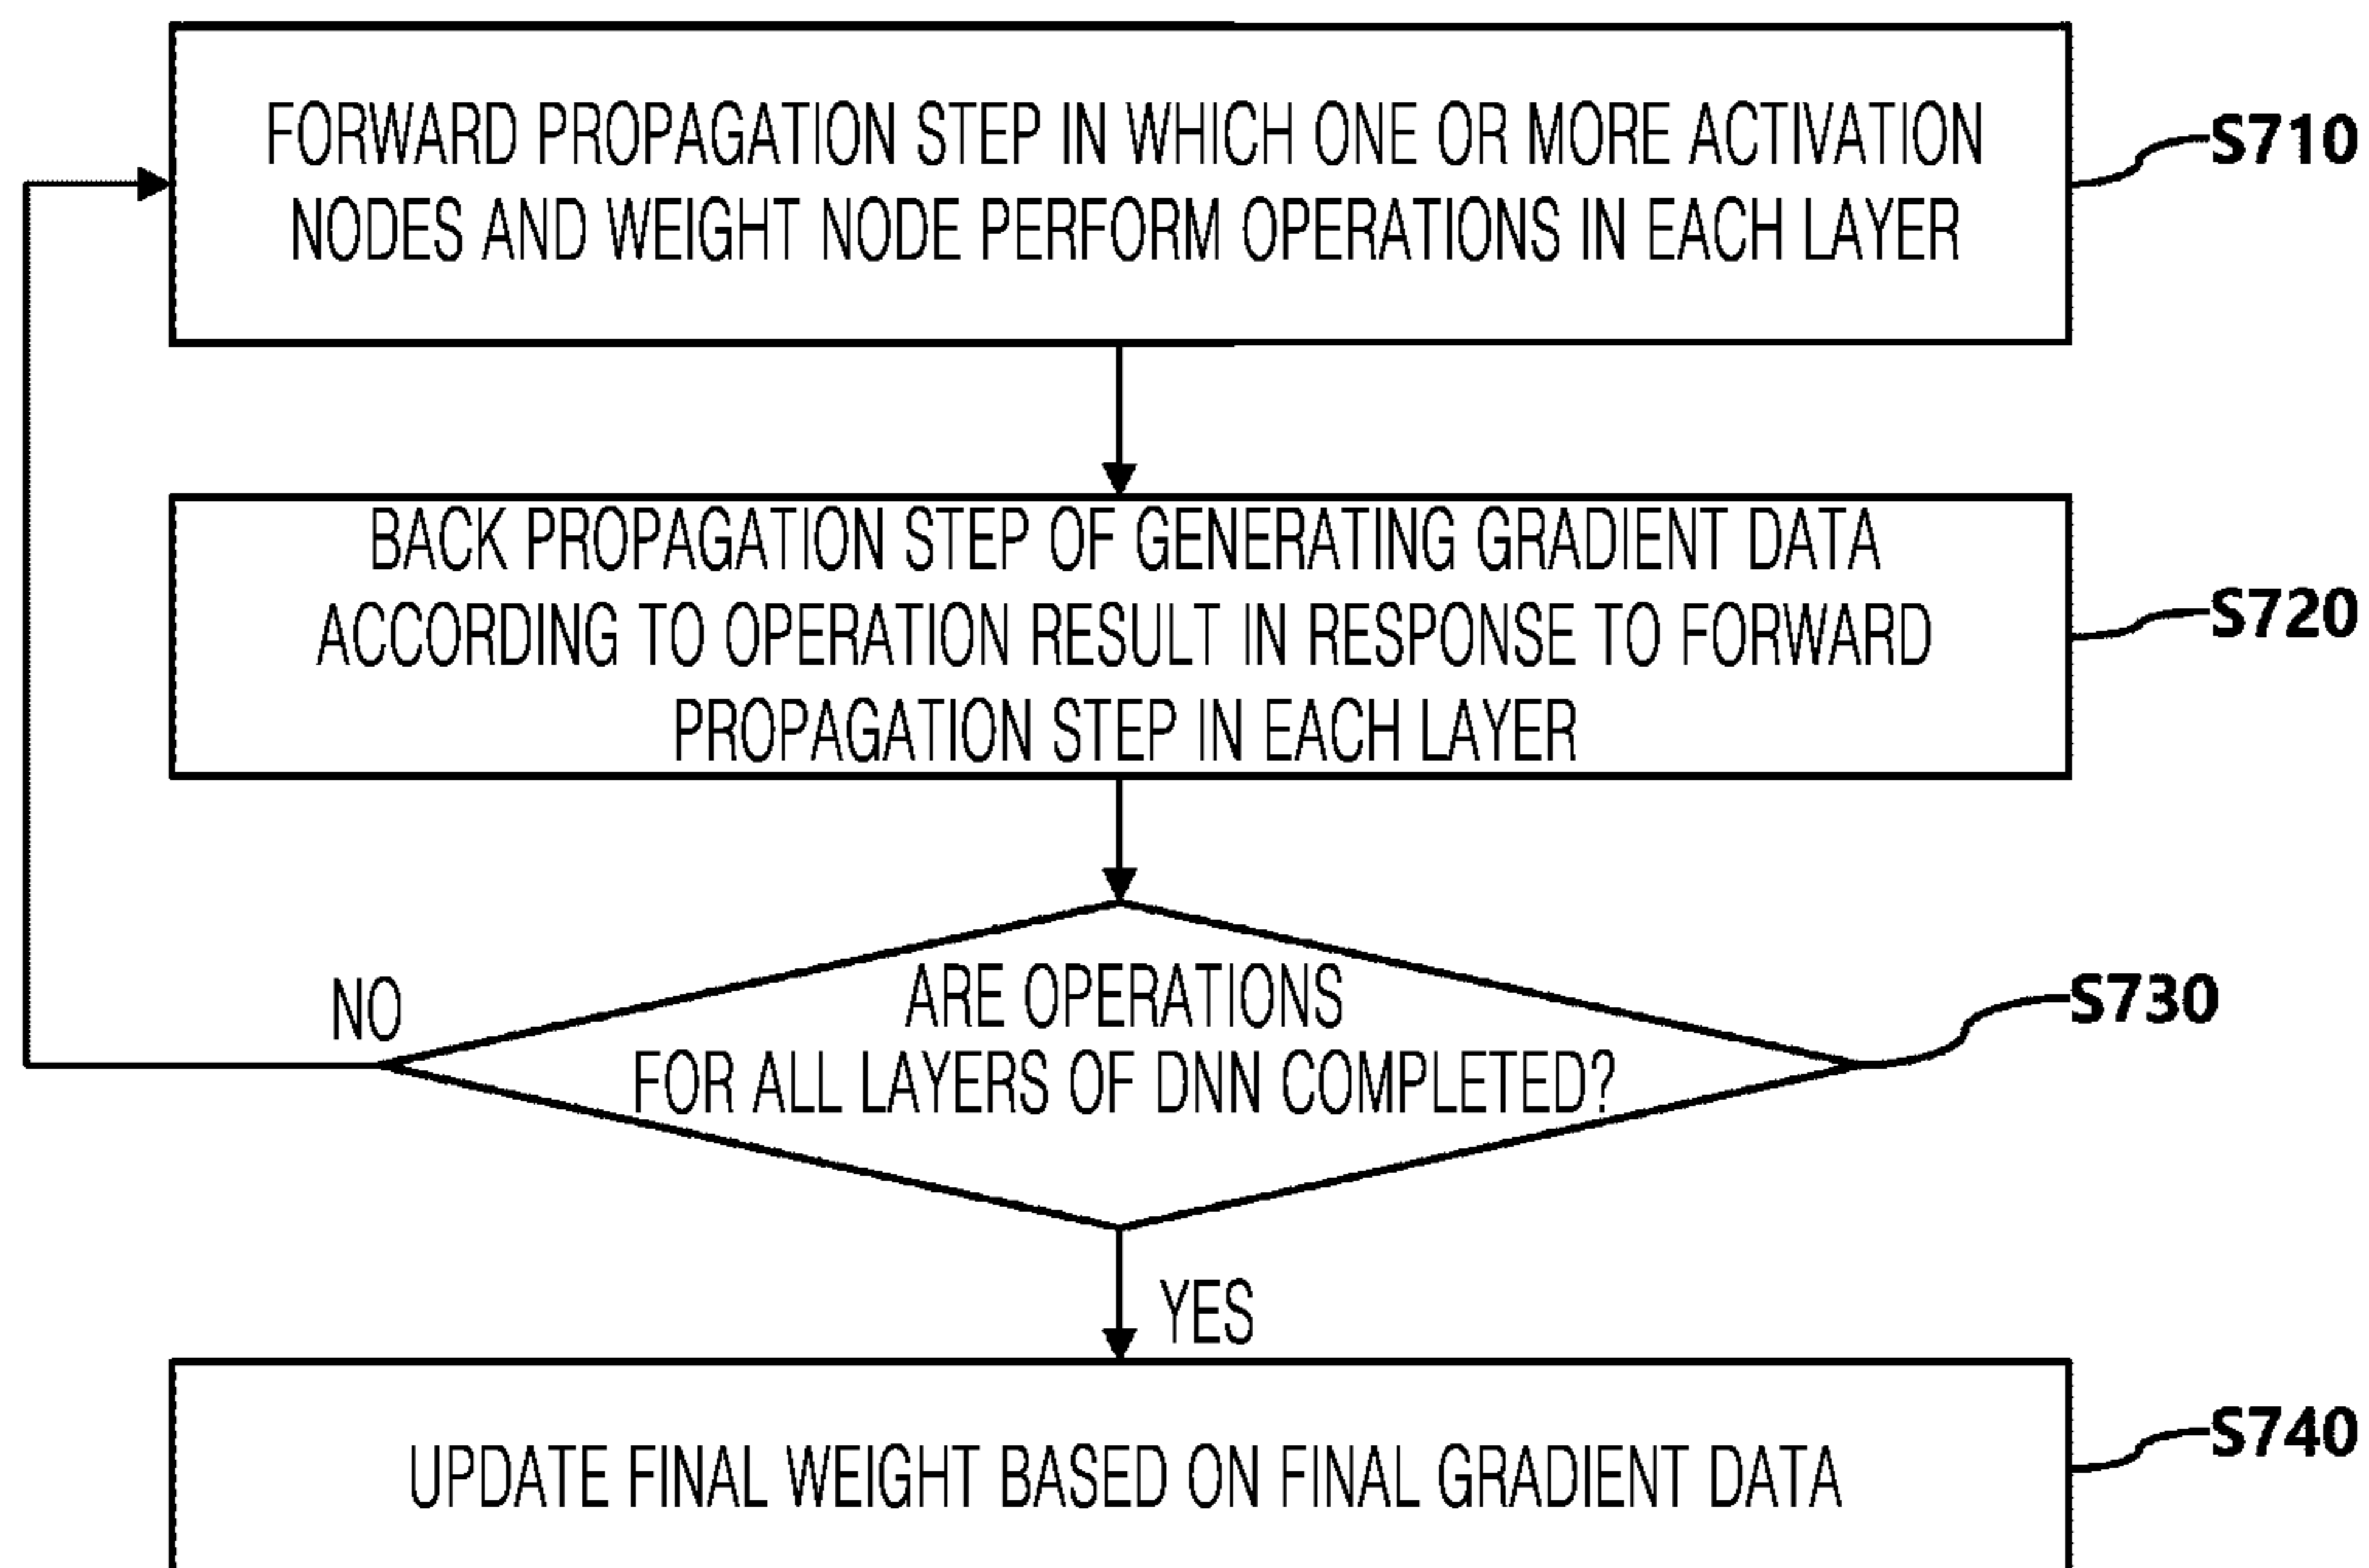 FORWARD PROPAGATION STEP IN WHICH ONE OR MORE ACTIVATION
NODES AND WEIGHT NODE PERFORM OPERATIONS IN EACH LAYER
S710
BACK PROPAGATION STEP OF GENERATING GRADIENT DATA
ACCORDING TO OPERATION RESULT IN RESPONSE TO FORWARD
PROPAGATION STEP IN EACH LAYER
S720
NO
ARE OPERATIONS
FOR ALL LAYERS OF DNN COMPLETED?
S730
YES
UPDATE FINAL WEIGHT BASED ON FINAL GRADIENT DATA
S740